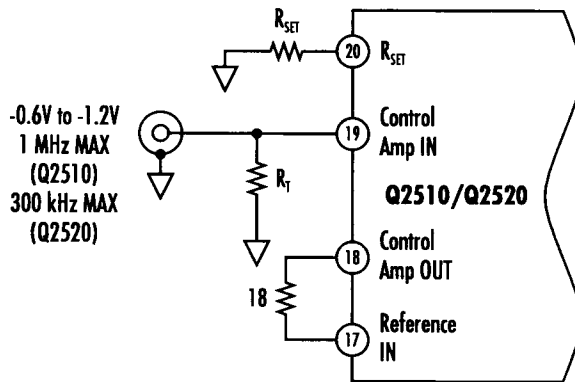 R_SET
20
R_SET
-0.6V to -1.2V
1 MHz MAX
(Q2510)
300 kHz MAX
(Q2520)
19
Control
Amp IN
R_T
Q2510/Q2520
18
Control
Amp OUT
18
17
Reference
IN